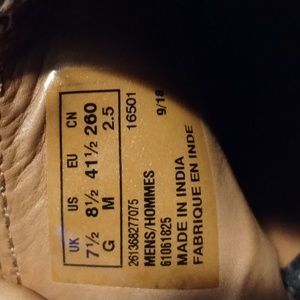 UK US EU CN
7½ 8½ 41½ 260
G M 2.5
261368277075 16501
MENS/HOMMES
61061825 9/18
MADE IN INDIA
FABRIQUE EN INDE